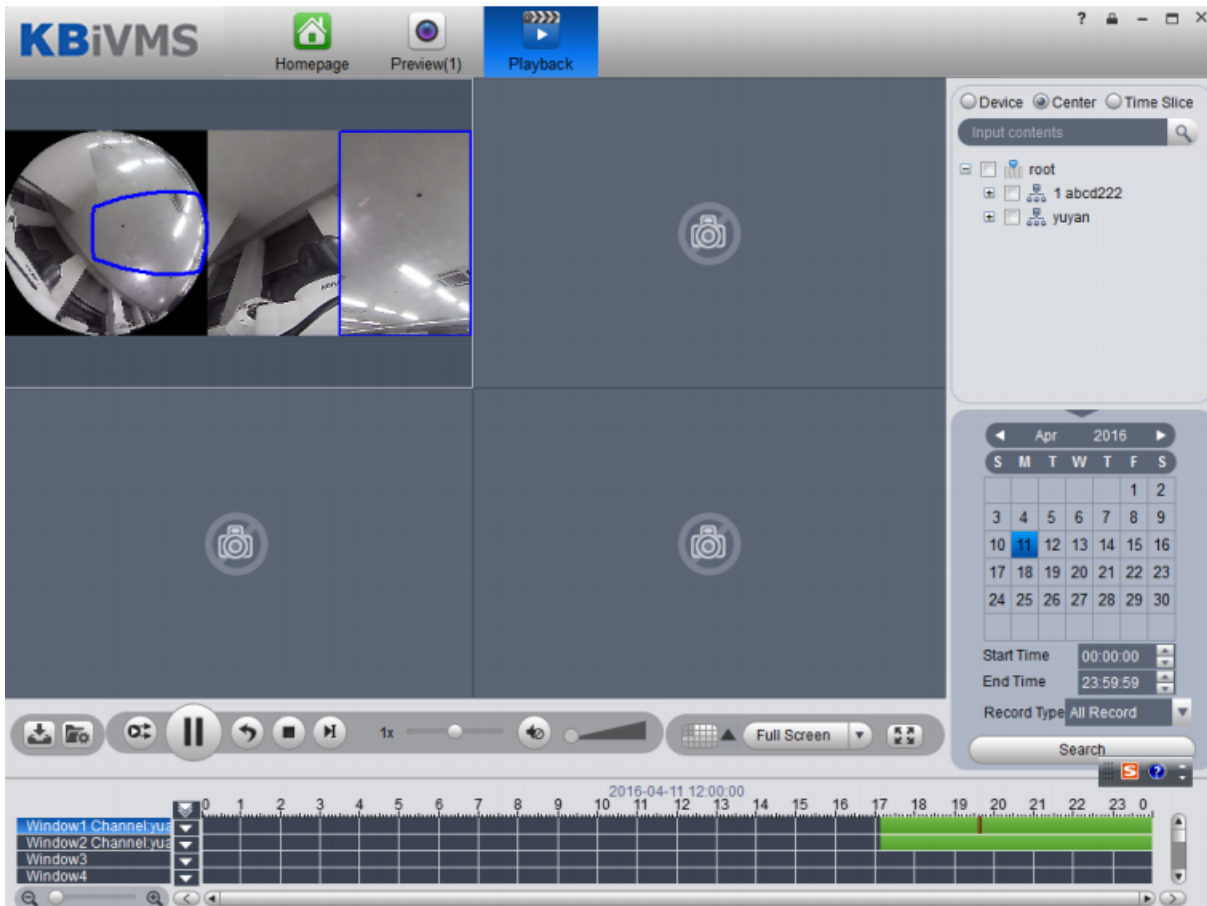 KBiVMS
Homepage
Preview(1)
Playback
?
Device
Center
Time Slice
Input contents
root
1 abcd222
yuyan
Apr 2016
S M T W T F S
1 2
3 4 5 6 7 8 9
10 11 12 13 14 15 16
17 18 19 20 21 22 23
24 25 26 27 28 29 30
Start Time 00:00:00
End Time 23:59:59
Record Type All Record
Search
1x
Full Screen
S ?
2016-04-11 12:00:00
0 1 2 3 4 5 6 7 8 9 10 11 12 13 14 15 16 17 18 19 20 21 22 23 0
Window1 Channel:yua
Window2 Channel:yua
Window3
Window4